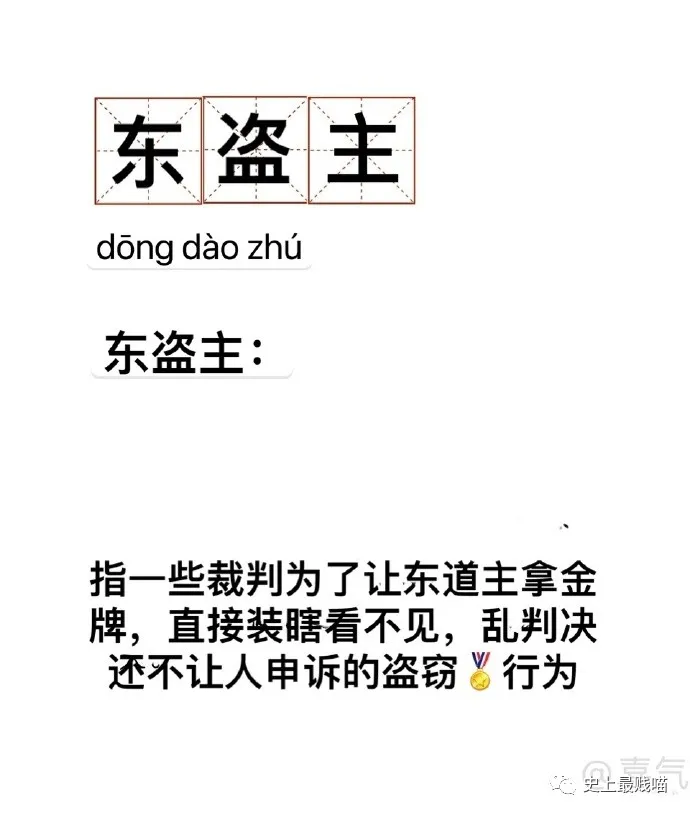 东盗主
dōng dào zhú
东盗主：
指一些裁判为了让东道主拿金
牌，直接装瞎看不见，乱判决
还不让人申诉的盗窃🏅行为
@喜气
史上最贱喵